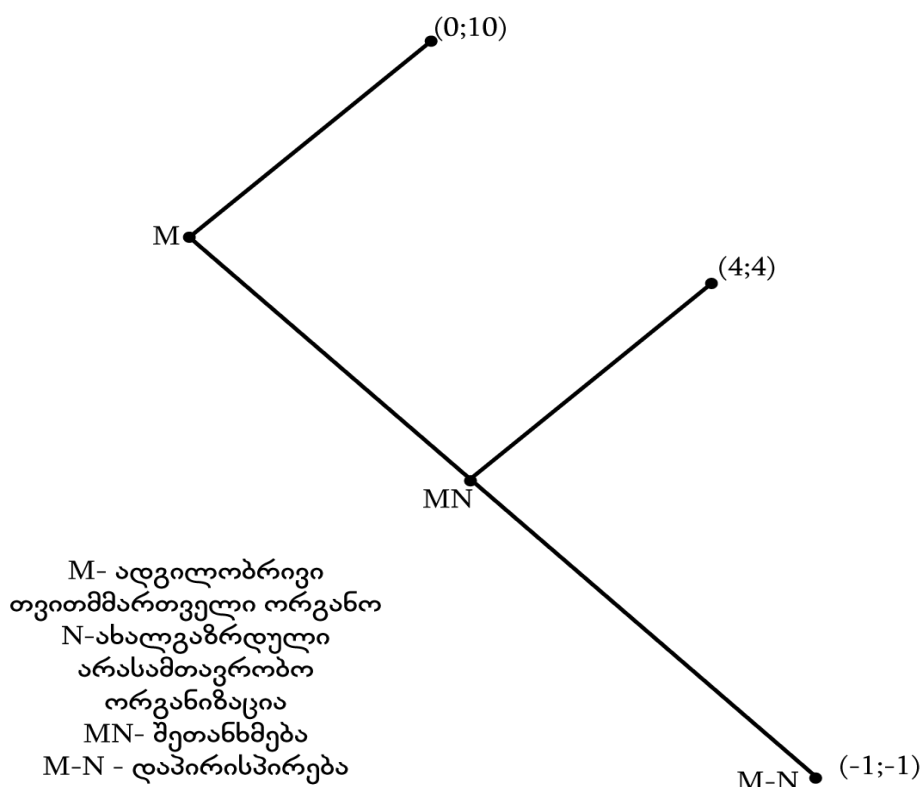 (0;10)
M
(4;4)
MN
M- ადგილობრივი
თვითმმართველი ორგანო
N-ახალგაზრდული
არასამთავრობო
ორგანიზაცია
MN- შეთანხმება
M-N - დაპირისპირება
M-N (-1;-1)